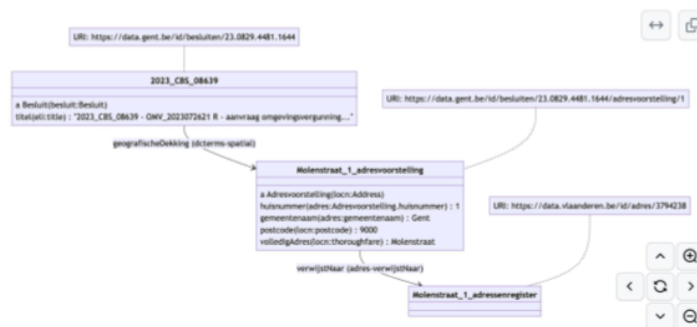 URI: https://data.gent.be/id/besluiten/23.0829.4481.1644
2023_CBS_08639
a Besluit(besluit:Besluit)
titel(eli:title) : "2023_CBS_08639 - OMV_2023072621 R - aanvraag omgevingsvergunning..."
URI: https://data.gent.be/id/besluiten/23.0829.4481.1644/adresvoorstelling/1
geografischeDekking (dcterms-spatial)
Molenstraat_1_adresvoorstelling
a Adresvoorstelling(locn:Address)
huisnummer(adres:Adresvoorstelling.huisnummer) : 1
gemeentenaam(adres:gemeentenaam) : Gent
postcode(locn:postcode) : 9000
volledigAdres(locn:thoroughfare) : Molenstraat
URI: https://data.vlaanderen.be/id/adres/3794238
verwijstNaar (adres-verwijstNaar)
Molenstraat_1_adressenregister